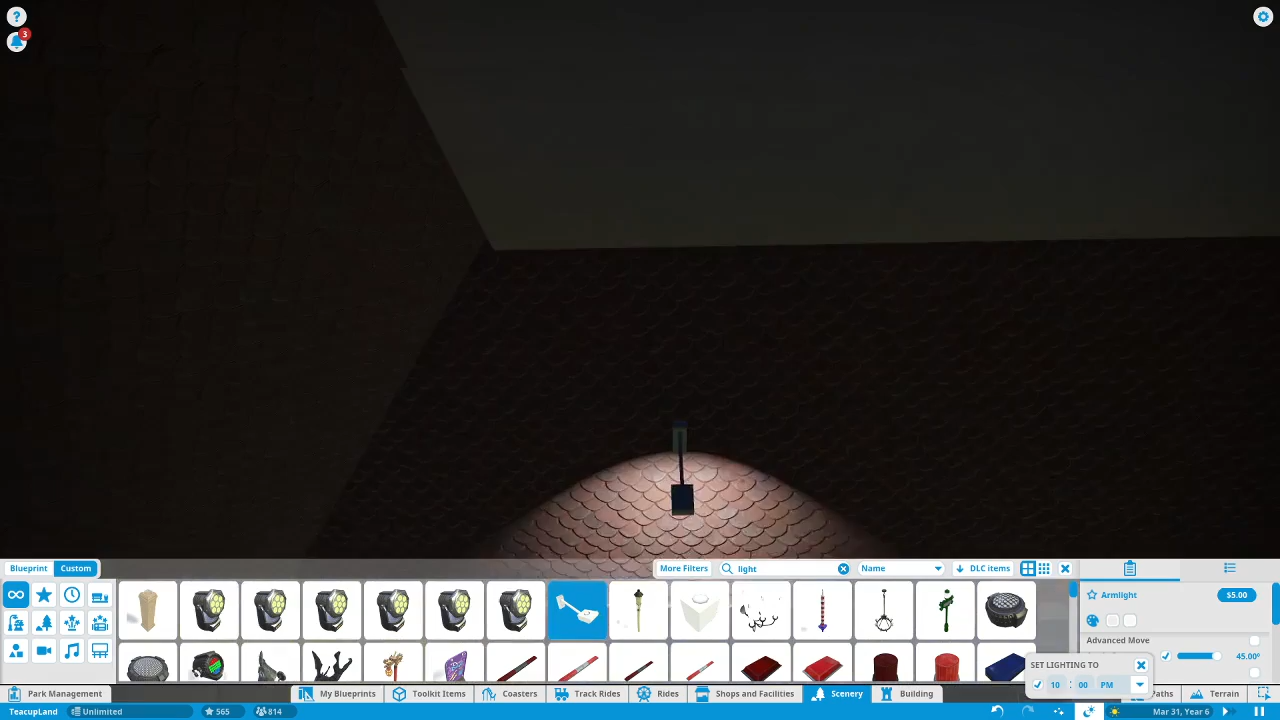 ?
3
Blueprint Custom More Filters light Name DLC items
Armlight $5.00
Advanced Move
45.00°
SET LIGHTING TO
10 : 00 PM
Park Management My Blueprints Toolkit Items Coasters Track Rides Rides Shops and Facilities Scenery Building Paths Terrain
TeacupLand Unlimited 565 814 Mar 31, Year 6